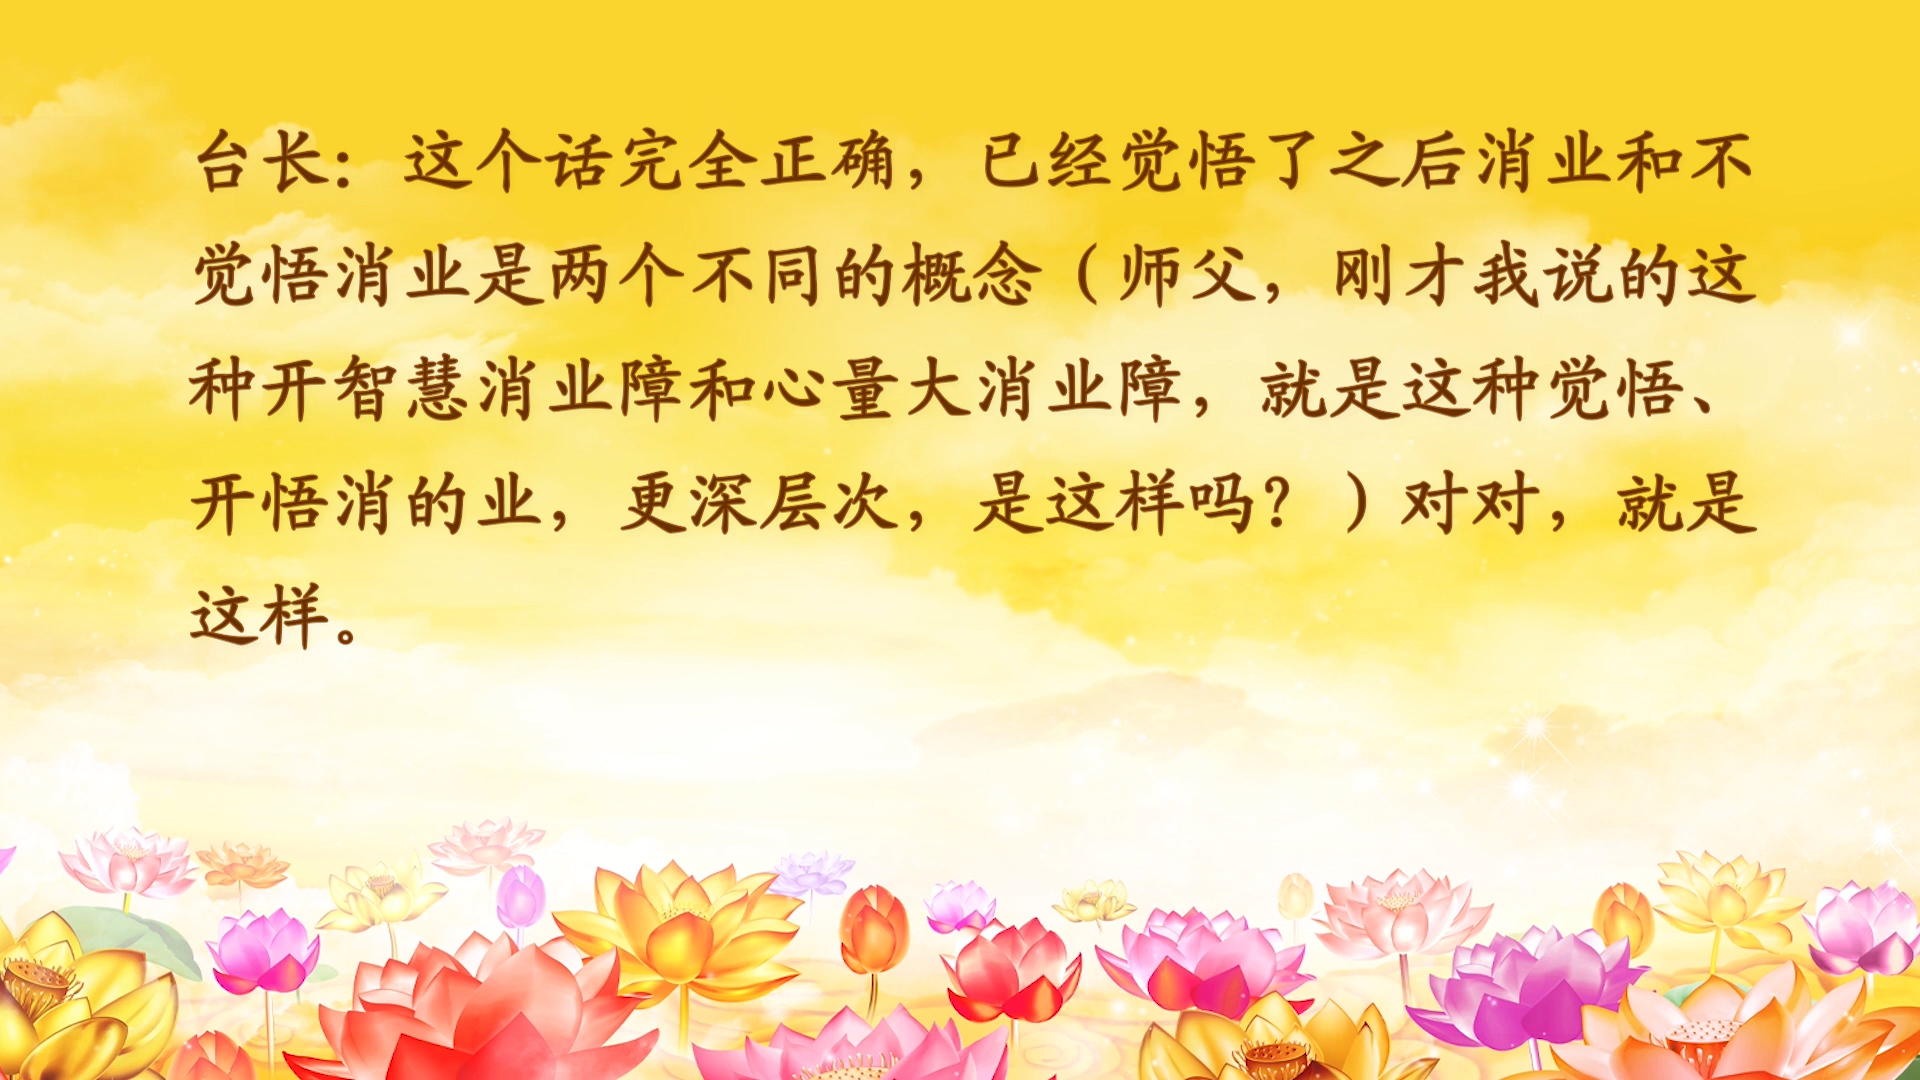 台长：这个话完全正确，已经觉悟了之后消业和不
觉悟消业是两个不同的概念（师父，刚才我说的这
种开智慧消业障和心量大消业障，就是这种觉悟、
开悟消的业，更深层次，是这样吗？）对对，就是
这样。